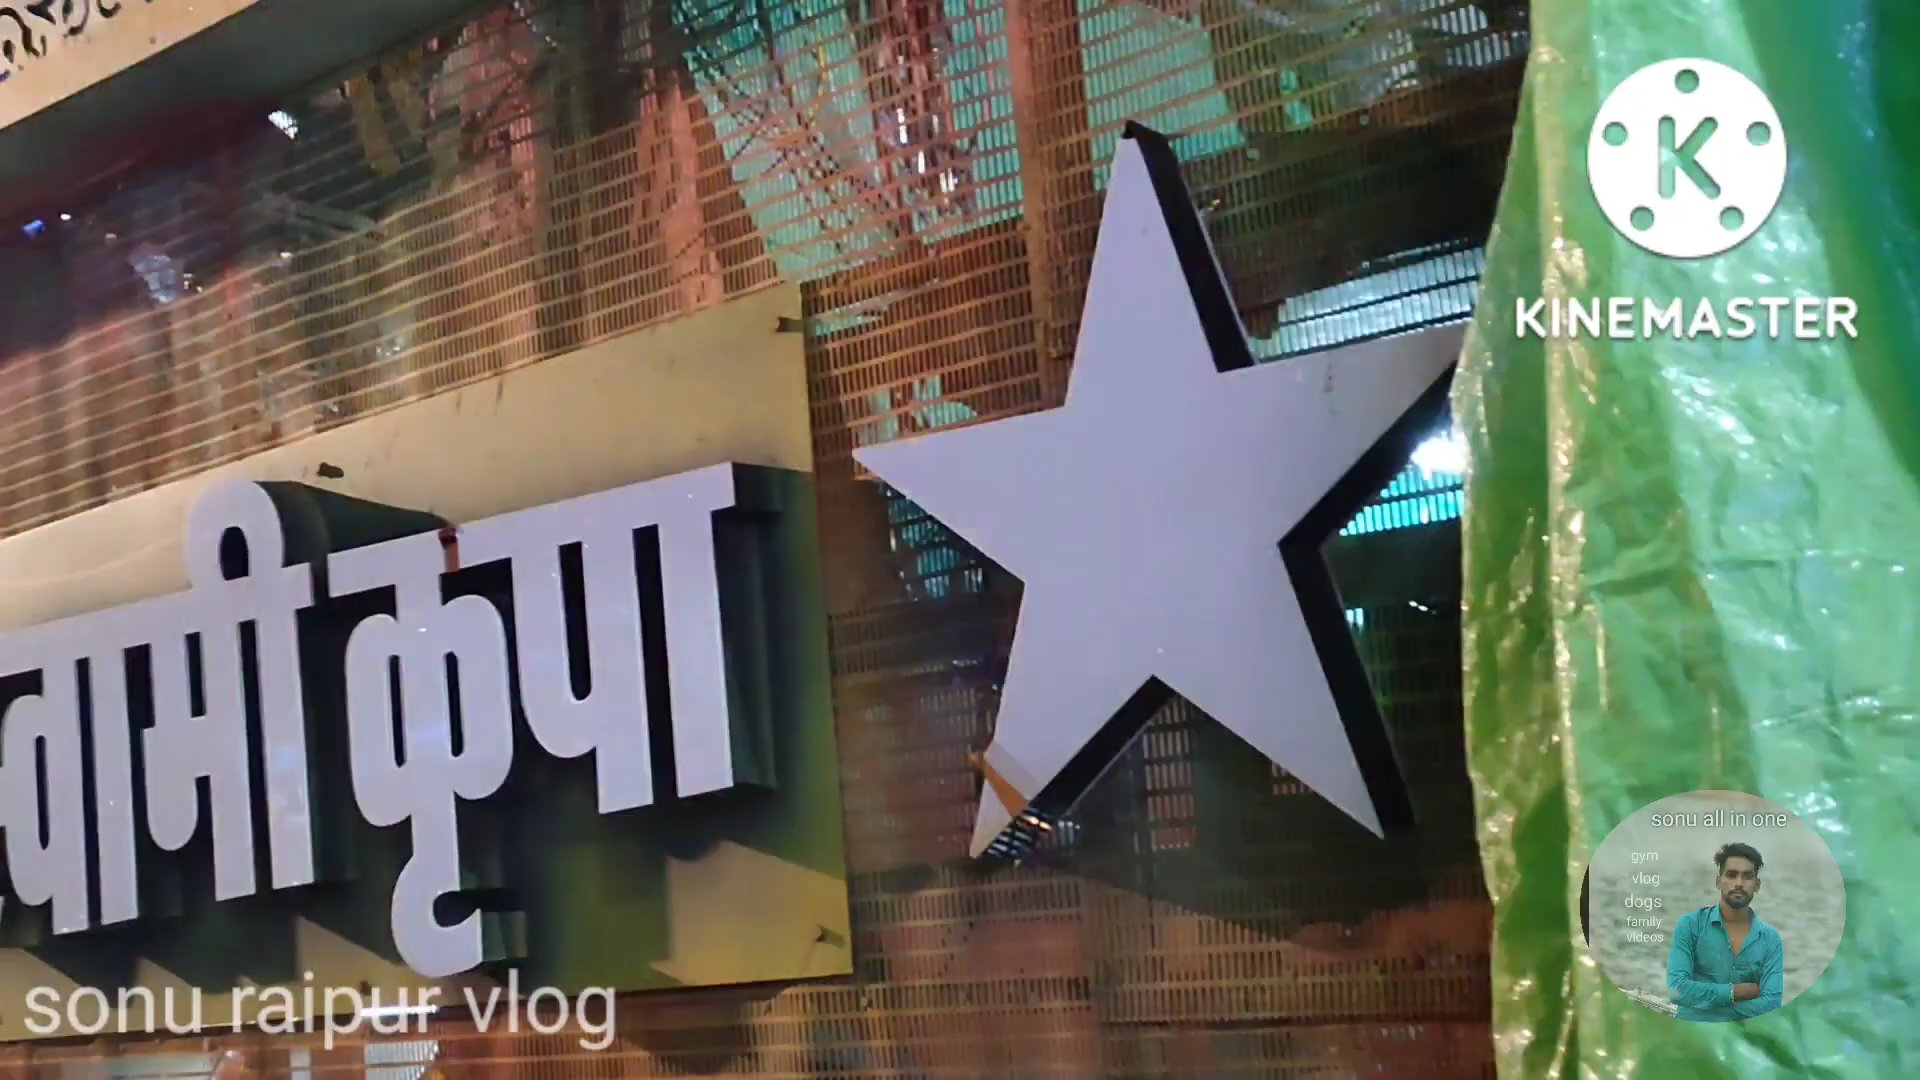 स्वामी कृपा
KINEMASTER
sonu all in one
gym
vlog
dogs
family
videos
sonu raipur vlog